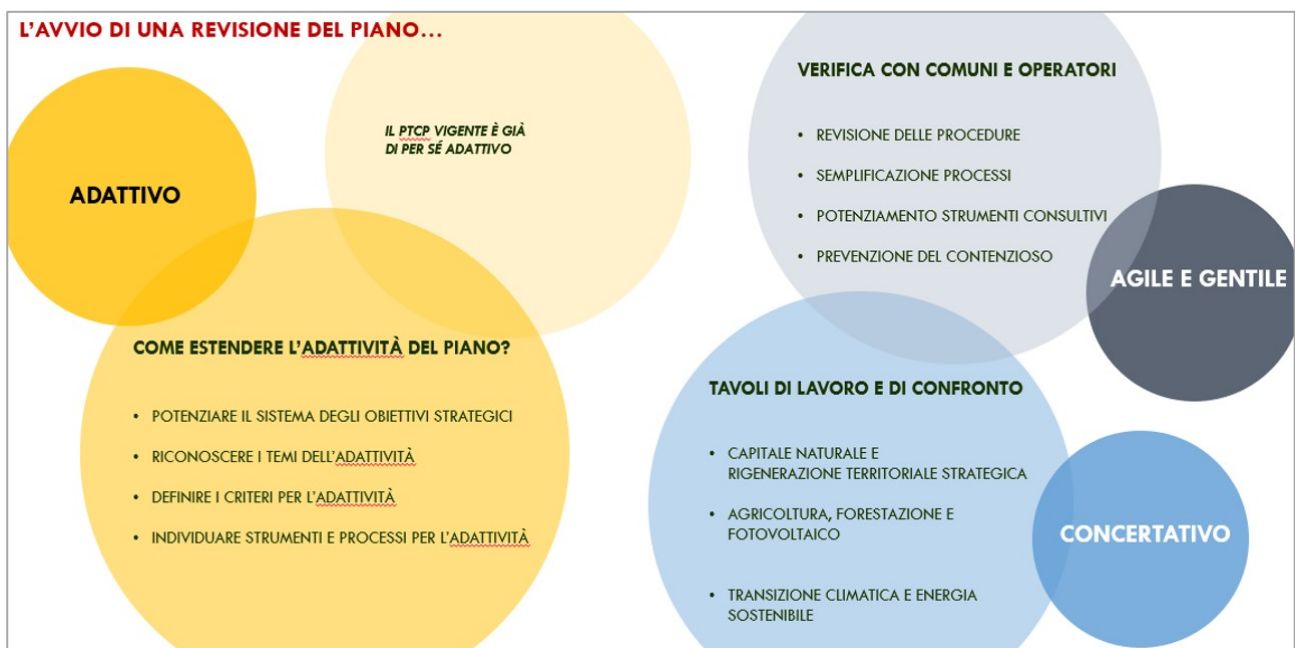 L'AVVIO DI UNA REVISIONE DEL PIANO...
ADATTIVO
IL PTCP VIGENTE È GIÀ
DI PER SÉ ADATTIVO
COME ESTENDERE L'ADATTIVITÀ DEL PIANO?
• POTENZIARE IL SISTEMA DEGLI OBIETTIVI STRATEGICI
• RICONOSCERE I TEMI DELL'ADATTIVITÀ
• DEFINIRE I CRITERI PER L'ADATTIVITÀ
• INDIVIDUARE STRUMENTI E PROCESSI PER L'ADATTIVITÀ
VERIFICA CON COMUNI E OPERATORI
• REVISIONE DELLE PROCEDURE
• SEMPLIFICAZIONE PROCESSI
• POTENZIAMENTO STRUMENTI CONSULTIVI
• PREVENZIONE DEL CONTENZIOSO
AGILE E GENTILE
TAVOLI DI LAVORO E DI CONFRONTO
• CAPITALE NATURALE E
RIGENERAZIONE TERRITORIALE STRATEGICA
• AGRICOLTURA, FORESTAZIONE E
FOTOVOLTAICO
• TRANSIZIONE CLIMATICA E ENERGIA
SOSTENIBILE
CONCERTATIVO